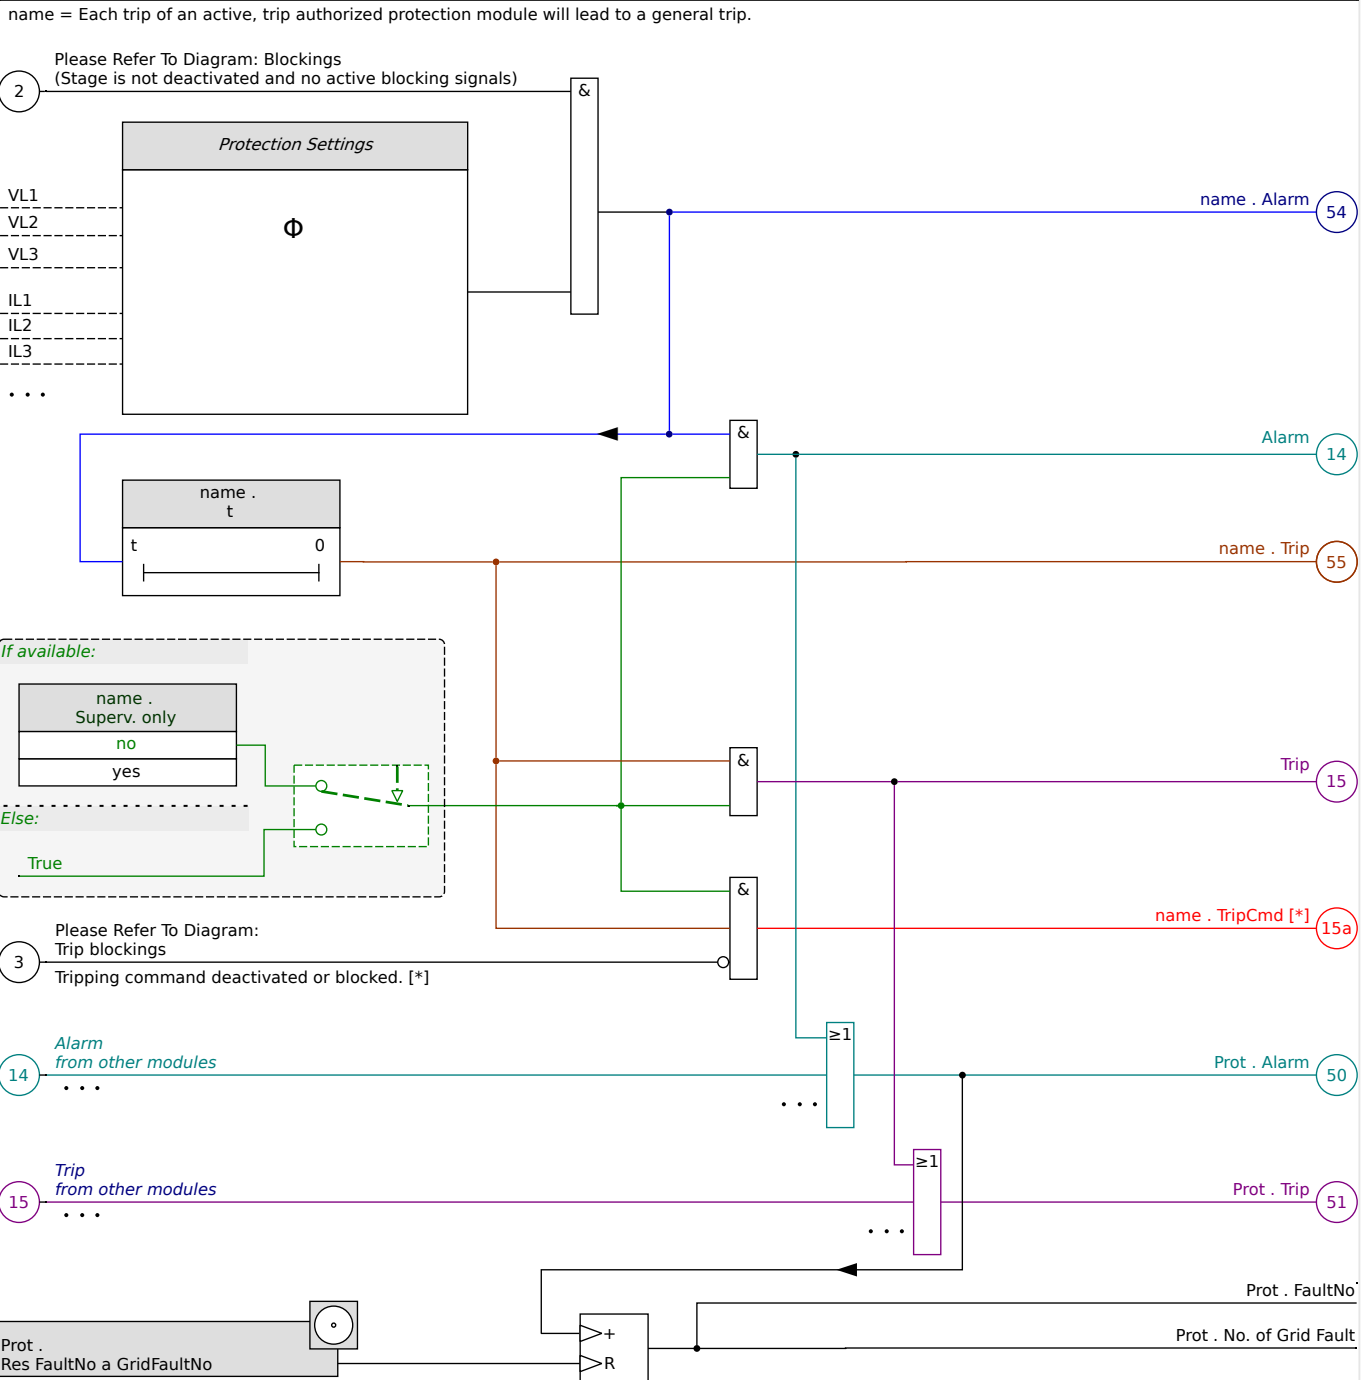 name = Each trip of an active, trip authorized protection module will lead to a general trip.
Please Refer To Diagram: Blockings
(Stage is not deactivated and no active blocking signals)
2
&
Protection Settings
Φ
VL1
VL2
VL3
IL1
IL2
IL3
. . .
name . Alarm
54
&
Alarm
14
name .
t
t
0
name . Trip
55
If available:
name .
Superv. only
no
yes
Else:
True
&
Trip
15
&
name . TripCmd [*]
15a
Please Refer To Diagram:
Trip blockings
3
Tripping command deactivated or blocked. [*]
≥1
Alarm
from other modules
14
. . .
. . .
Prot . Alarm
50
≥1
Trip
from other modules
15
. . .
. . .
Prot . Trip
51
Prot . FaultNo
Prot . No. of Grid Fault
+
R
Prot .
Res FaultNo a GridFaultNo